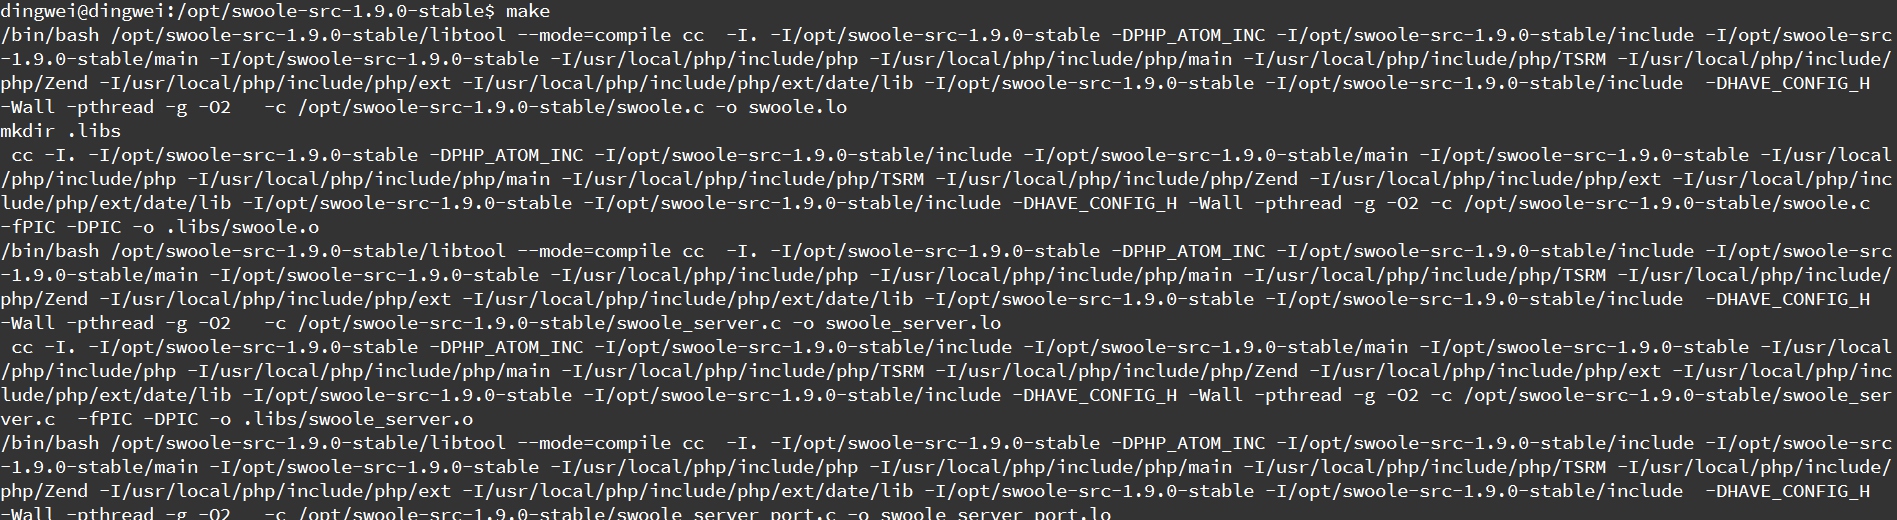 dingwei@dingwei:/opt/swoole-src-1.9.0-stable$ make
/bin/bash /opt/swoole-src-1.9.0-stable/libtool --mode=compile cc  -I. -I/opt/swoole-src-1.9.0-stable -DPHP_ATOM_INC -I/opt/swoole-src-1.9.0-stable/include -I/opt/swoole-src
-1.9.0-stable/main -I/opt/swoole-src-1.9.0-stable -I/usr/local/php/include/php -I/usr/local/php/include/php/main -I/usr/local/php/include/php/TSRM -I/usr/local/php/include/
php/Zend -I/usr/local/php/include/php/ext -I/usr/local/php/include/php/ext/date/lib -I/opt/swoole-src-1.9.0-stable -I/opt/swoole-src-1.9.0-stable/include  -DHAVE_CONFIG_H
-Wall -pthread -g -O2   -c /opt/swoole-src-1.9.0-stable/swoole.c -o swoole.lo
mkdir .libs
 cc -I. -I/opt/swoole-src-1.9.0-stable -DPHP_ATOM_INC -I/opt/swoole-src-1.9.0-stable/include -I/opt/swoole-src-1.9.0-stable/main -I/opt/swoole-src-1.9.0-stable -I/usr/local
/php/include/php -I/usr/local/php/include/php/main -I/usr/local/php/include/php/TSRM -I/usr/local/php/include/php/Zend -I/usr/local/php/include/php/ext -I/usr/local/php/inc
lude/php/ext/date/lib -I/opt/swoole-src-1.9.0-stable -I/opt/swoole-src-1.9.0-stable/include -DHAVE_CONFIG_H -Wall -pthread -g -O2 -c /opt/swoole-src-1.9.0-stable/swoole.c
-fPIC -DPIC -o .libs/swoole.o
/bin/bash /opt/swoole-src-1.9.0-stable/libtool --mode=compile cc  -I. -I/opt/swoole-src-1.9.0-stable -DPHP_ATOM_INC -I/opt/swoole-src-1.9.0-stable/include -I/opt/swoole-src
-1.9.0-stable/main -I/opt/swoole-src-1.9.0-stable -I/usr/local/php/include/php -I/usr/local/php/include/php/main -I/usr/local/php/include/php/TSRM -I/usr/local/php/include/
php/Zend -I/usr/local/php/include/php/ext -I/usr/local/php/include/php/ext/date/lib -I/opt/swoole-src-1.9.0-stable -I/opt/swoole-src-1.9.0-stable/include  -DHAVE_CONFIG_H
-Wall -pthread -g -O2   -c /opt/swoole-src-1.9.0-stable/swoole_server.c -o swoole_server.lo
 cc -I. -I/opt/swoole-src-1.9.0-stable -DPHP_ATOM_INC -I/opt/swoole-src-1.9.0-stable/include -I/opt/swoole-src-1.9.0-stable/main -I/opt/swoole-src-1.9.0-stable -I/usr/local
/php/include/php -I/usr/local/php/include/php/main -I/usr/local/php/include/php/TSRM -I/usr/local/php/include/php/Zend -I/usr/local/php/include/php/ext -I/usr/local/php/inc
lude/php/ext/date/lib -I/opt/swoole-src-1.9.0-stable -I/opt/swoole-src-1.9.0-stable/include -DHAVE_CONFIG_H -Wall -pthread -g -O2 -c /opt/swoole-src-1.9.0-stable/swoole_ser
ver.c  -fPIC -DPIC -o .libs/swoole_server.o
/bin/bash /opt/swoole-src-1.9.0-stable/libtool --mode=compile cc  -I. -I/opt/swoole-src-1.9.0-stable -DPHP_ATOM_INC -I/opt/swoole-src-1.9.0-stable/include -I/opt/swoole-src
-1.9.0-stable/main -I/opt/swoole-src-1.9.0-stable -I/usr/local/php/include/php -I/usr/local/php/include/php/main -I/usr/local/php/include/php/TSRM -I/usr/local/php/include/
php/Zend -I/usr/local/php/include/php/ext -I/usr/local/php/include/php/ext/date/lib -I/opt/swoole-src-1.9.0-stable -I/opt/swoole-src-1.9.0-stable/include  -DHAVE_CONFIG_H
-Wall -pthread -g -O2   -c /opt/swoole-src-1.9.0-stable/swoole_server_port.c -o swoole_server_port.lo